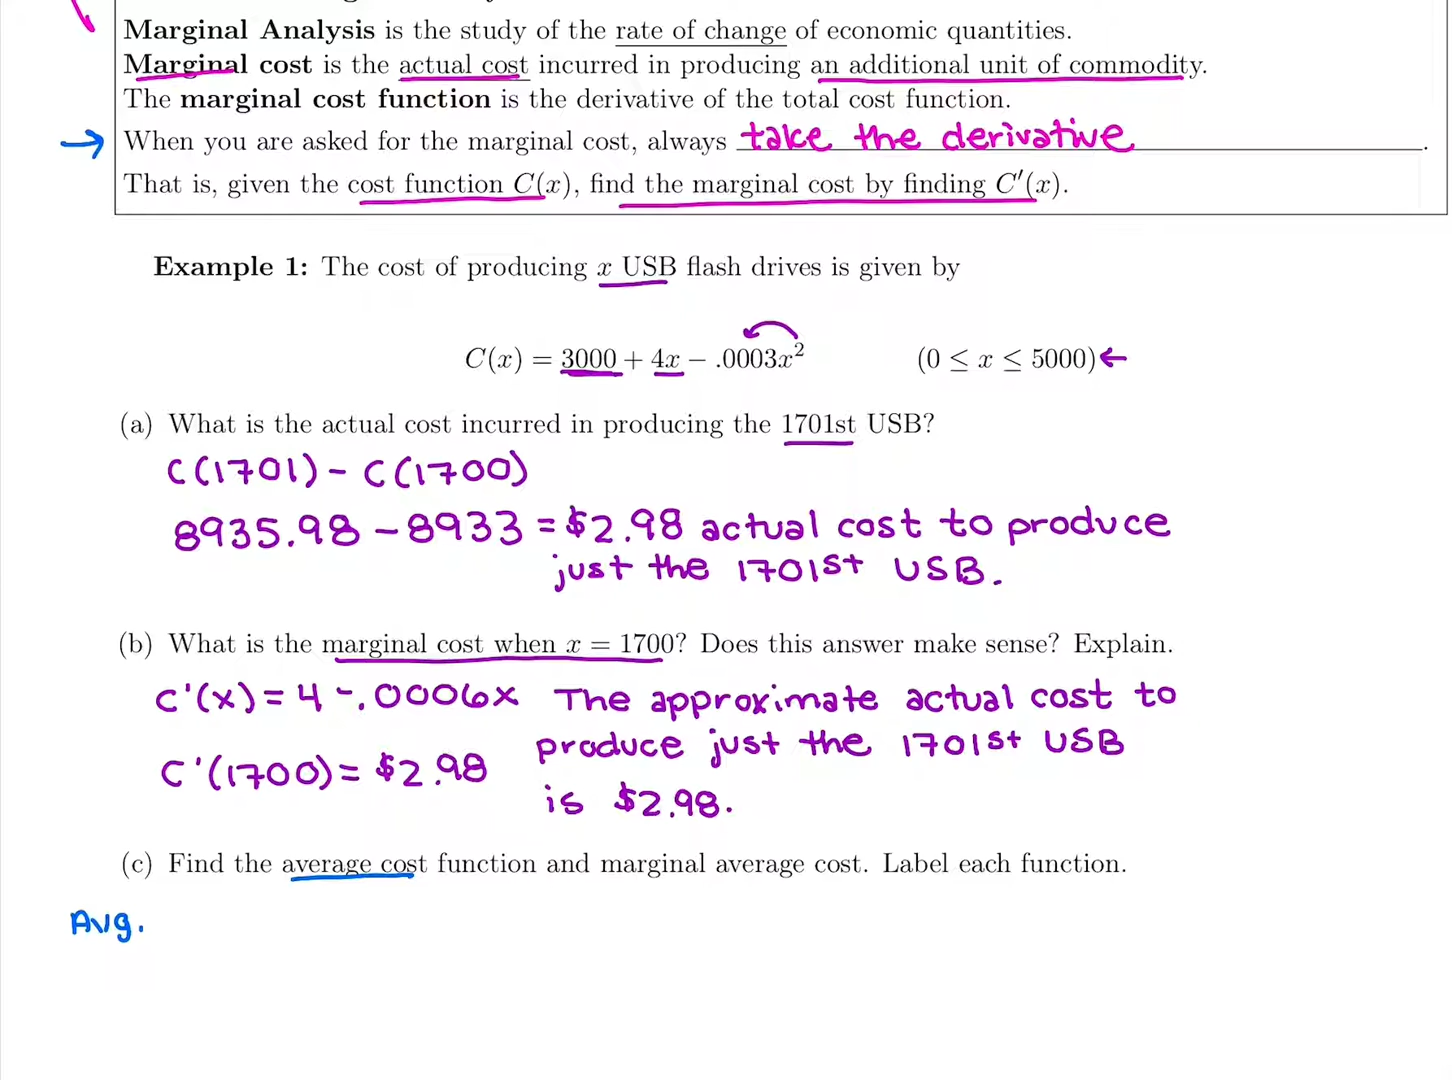 Marginal Analysis is the study of the rate of change of economic quantities.
Marginal cost is the actual cost incurred in producing an additional unit of commodity.
The marginal cost function is the derivative of the total cost function.
When you are asked for the marginal cost, always take the derivative.
That is, given the cost function C(x), find the marginal cost by finding C′(x).
Example 1: The cost of producing x USB flash drives is given by
C(x) = 3000 + 4x − .0003x² (0 ≤ x ≤ 5000)
(a) What is the actual cost incurred in producing the 1701st USB?
C(1701) - C(1700)
8935.98 - 8933 = $2.98 actual cost to produce
just the 1701st USB.
(b) What is the marginal cost when x = 1700? Does this answer make sense? Explain.
C'(x) = 4 - .0006x The approximate actual cost to
produce just the 1701st USB
C'(1700) = $2.98
is $2.98.
(c) Find the average cost function and marginal average cost. Label each function.
Avg.